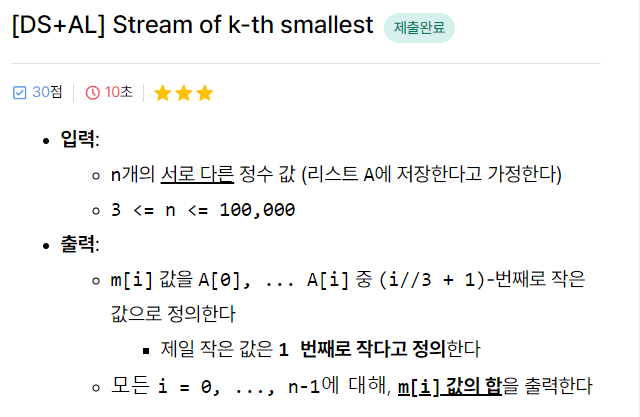 [DS+AL] Stream of k-th smallest 제출완료
30점 10초
입력:
n개의 서로 다른 정수 값 (리스트 A에 저장한다고 가정한다)
3 <= n <= 100,000
출력:
m[i] 값을 A[0], ... A[i] 중 (i//3 + 1)-번째로 작은
값으로 정의한다
제일 작은 값은 1 번째로 작다고 정의한다
모든 i = 0, ..., n-1에 대해, m[i] 값의 합을 출력한다